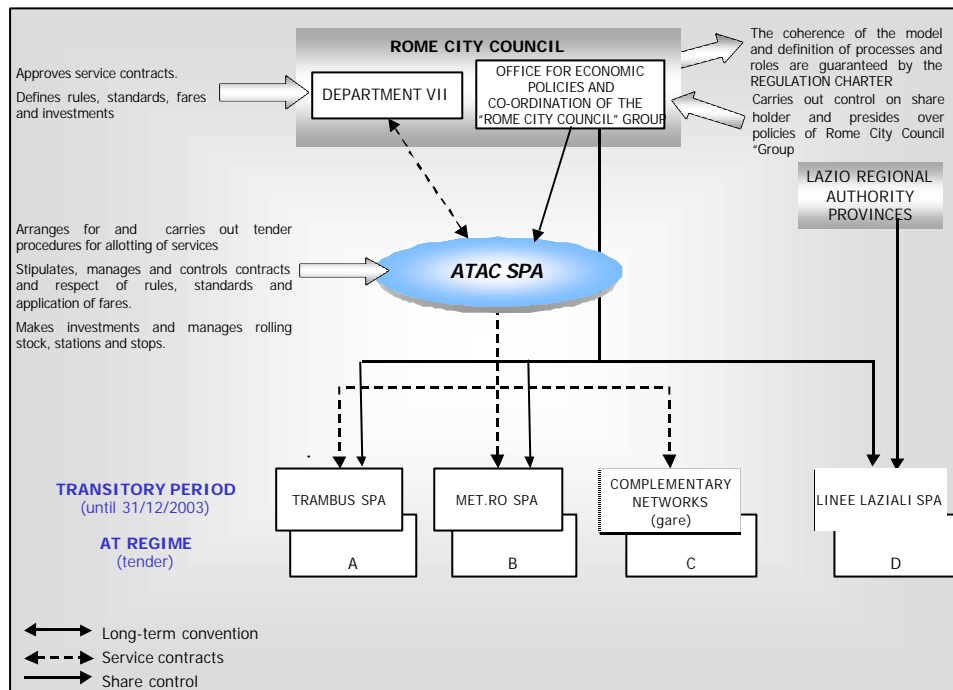 ROME CITY COUNCIL
DEPARTMENT VII
OFFICE FOR ECONOMIC
POLICIES AND
CO-ORDINATION OF THE
“ROME CITY COUNCIL” GROUP
Approves service contracts.
Defines rules, standards, fares
and investments
The coherence of the model
and definition of processes and
roles are guaranteed by the
REGULATION CHARTER
Carries out control on share
holder and presides over
policies of Rome City Council
“Group
LAZIO REGIONAL
AUTHORITY
PROVINCES
Arranges for and carries out tender
procedures for allotting of services
Stipulates, manages and controls contracts
and respect of rules, standards and
application of fares.
Makes investments and manages rolling
stock, stations and stops.
ATAC SPA
TRANSITORY PERIOD
(until 31/12/2003)
AT REGIME
(tender)
TRAMBUS SPA
A
MET.RO SPA
B
COMPLEMENTARY
NETWORKS
(gare)
C
LINEE LAZIALI SPA
D
Long-term convention
Service contracts
Share control